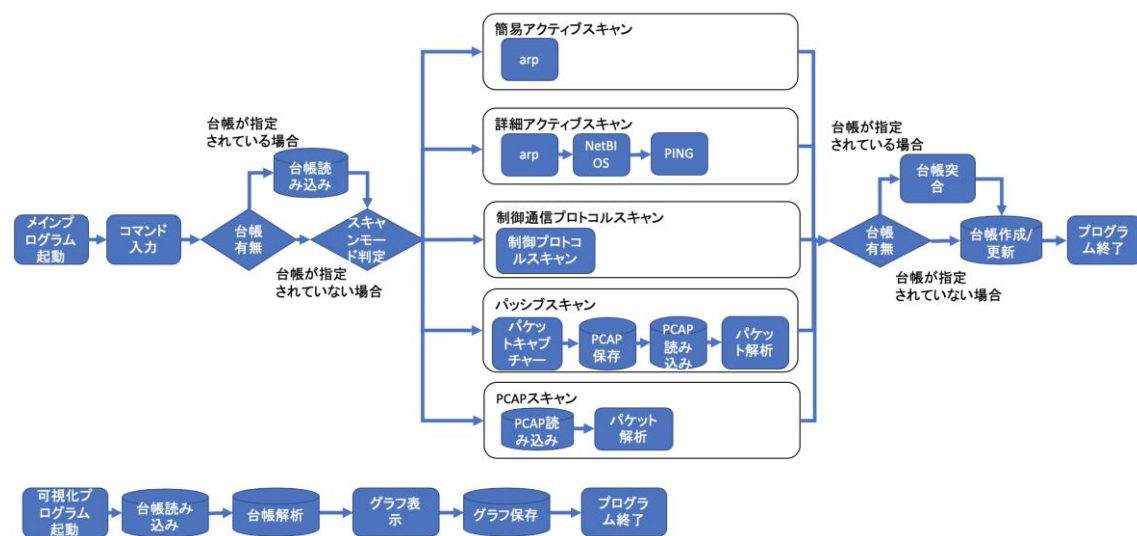 簡易アクティブスキャン
arp
詳細アクティブスキャン
arp
NetBI
OS
PING
制御通信プロトコルスキャン
制御プロトコ
ルスキャン
パッシブスキャン
パケッ
トキャプ
チャー
PCAP
保存
PCAP
読み
込み
パケッ
ト解析
PCAPスキャン
PCAP読
み込み
パケット
解析
メインプ
ログラム
起動
コマンド
入力
台帳
有無
台帳が指定
されている場合
台帳読
み込み
台帳が指定
されていない場合
スキャ
ンモー
ド判定
台帳
有無
台帳が指定
されている場合
台帳突
合
台帳が指定
されていない場合
台帳作成/
更新
プログラ
ム終了
可視化プ
ログラム
起動
台帳読み
込み
台帳解析
グラフ表
示
グラフ保存
プログラ
ム終了